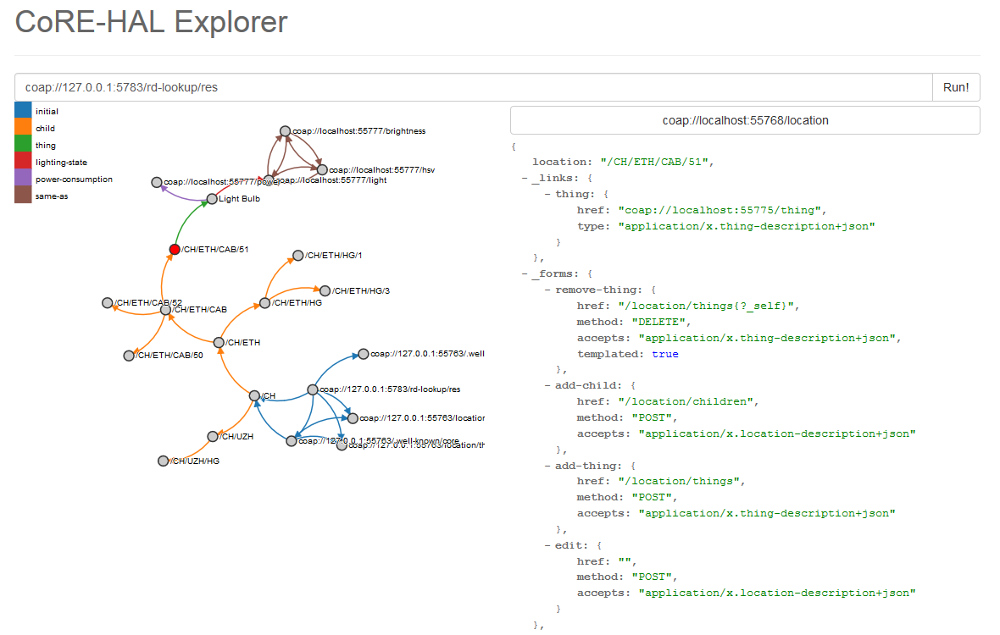 CoRE-HAL Explorer
coap://127.0.0.1:5783/rd-lookup/res
Run!
initial
child
thing
lighting-state
power-consumption
same-as
coap://localhost:55777/brightness
coap://localhost:55777/hsv
coap://localhost:55777/power
coap://localhost:55777/light
Light Bulb
/CH/ETH/CAB/51
/CH/ETH/HG/1
/CH/ETH/HG/3
/CH/ETH/CAB/52
/CH/ETH/CAB
/CH/ETH/HG
/CH/ETH
/CH/ETH/CAB/50
coap://127.0.0.1:55763/.well
coap://127.0.0.1:5783/rd-lookup/res
/CH
coap://127.0.0.1:55763/location
/CH/UZH
coap://127.0.0.1:55763/.well-known/core
coap://127.0.0.1:55763/location/th
/CH/UZH/HG
coap://localhost:55768/location
{
location: "/CH/ETH/CAB/51",
– _links: {
– thing: {
href: "coap://localhost:55775/thing",
type: "application/x.thing-description+json"
}
},
– _forms: {
– remove-thing: {
href: "/location/things{?_self}",
method: "DELETE",
accepts: "application/x.thing-description+json",
templated: true
},
– add-child: {
href: "/location/children",
method: "POST",
accepts: "application/x.location-description+json"
},
– add-thing: {
href: "/location/things",
method: "POST",
accepts: "application/x.thing-description+json"
},
– edit: {
href: "",
method: "POST",
accepts: "application/x.location-description+json"
}
},